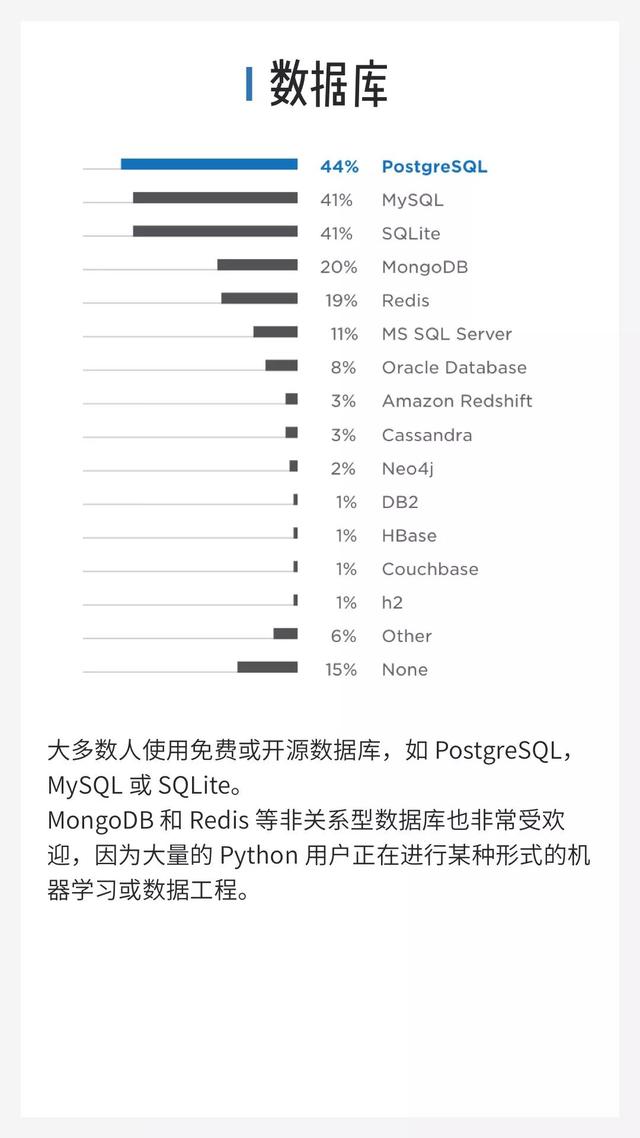 数据库
44% PostgreSQL
41% MySQL
41% SQLite
20% MongoDB
19% Redis
11% MS SQL Server
8% Oracle Database
3% Amazon Redshift
3% Cassandra
2% Neo4j
1% DB2
1% HBase
1% Couchbase
1% h2
6% Other
15% None
大多数人使用免费或开源数据库，如 PostgreSQL，
MySQL 或 SQLite。
MongoDB 和 Redis 等非关系型数据库也非常受欢
迎，因为大量的 Python 用户正在进行某种形式的机
器学习或数据工程。